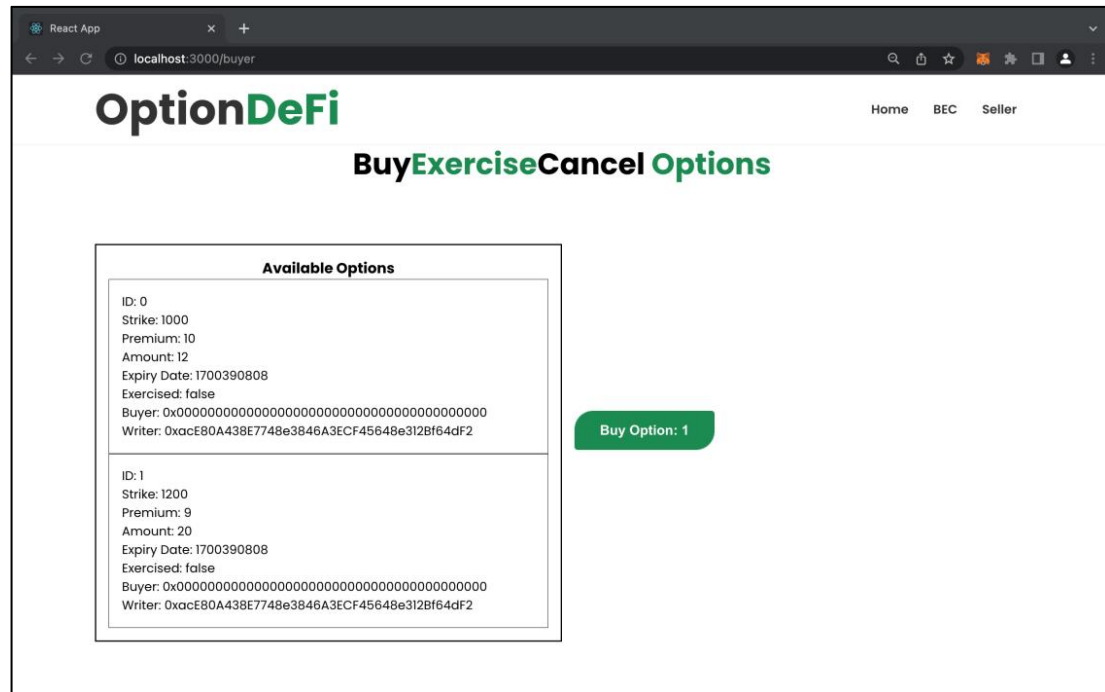 React App
localhost:3000/buyer
OptionDeFi
Home BEC Seller
BuyExerciseCancel Options
Available Options
ID: 0
Strike: 1000
Premium: 10
Amount: 12
Expiry Date: 1700390808
Exercised: false
Buyer: 0x0000000000000000000000000000000000000000
Writer: 0xacE80A438E7748e3846A3ECF45648e312Bf64dF2
Buy Option: 1
ID: 1
Strike: 1200
Premium: 9
Amount: 20
Expiry Date: 1700390808
Exercised: false
Buyer: 0x0000000000000000000000000000000000000000
Writer: 0xacE80A438E7748e3846A3ECF45648e312Bf64dF2